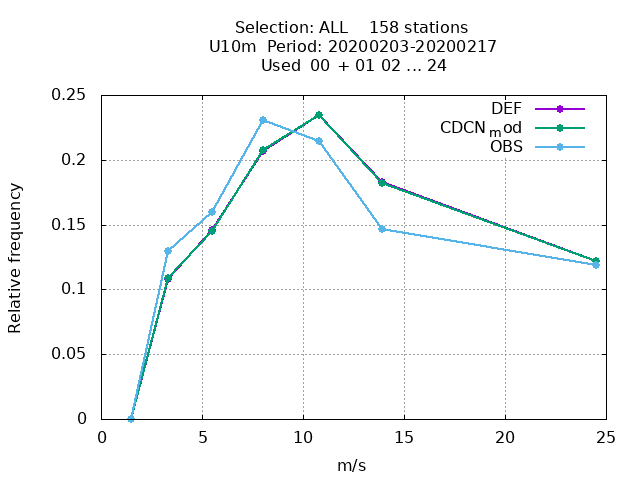 Selection: ALL    158 stations
U10m  Period: 20200203-20200217
Used  00 + 01 02 ... 24
0.25
0.2
0.15
0.1
0.05
0
0 5 10 15 20 25
m/s
Relative frequency
DEF
CDCN_mod
OBS